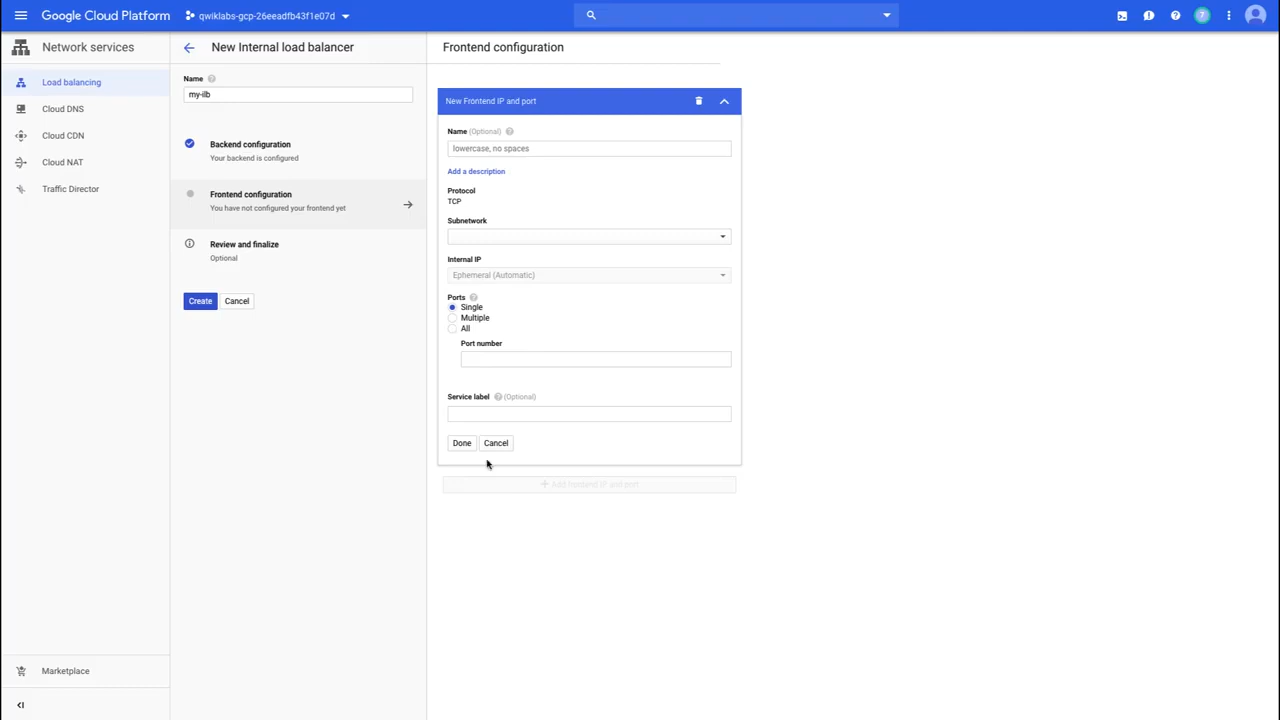 Google Cloud Platform
qwiklabs-gcp-26eeadfb43f1e07d
7
Network services
New Internal load balancer
Frontend configuration
Load balancing
Cloud DNS
Cloud CDN
Cloud NAT
Traffic Director
Marketplace
Name
my-ilb
Backend configuration
Your backend is configured
Frontend configuration
You have not configured your frontend yet
Review and finalize
Optional
Create
Cancel
New Frontend IP and port
Name (Optional)
lowercase, no spaces
Add a description
Protocol
TCP
Subnetwork
Internal IP
Ephemeral (Automatic)
Ports
Single
Multiple
All
Port number
Service label (Optional)
Done
Cancel
+ Add frontend IP and port